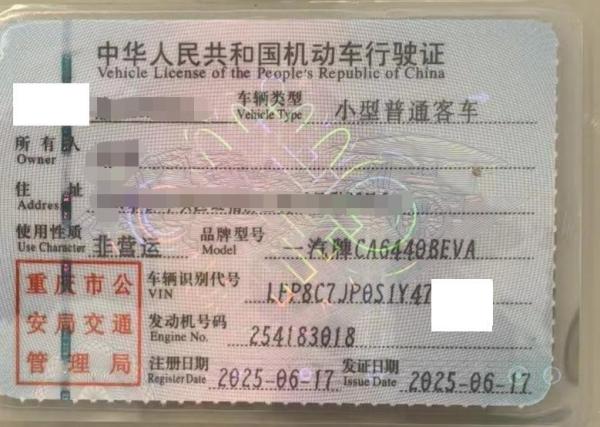 中华人民共和国机动车行驶证
Vehicle License of the People's Republic of China
车辆类型 小型普通客车
Vehicle Type
所有人
Owner
住址
Address
使用性质 非营运 品牌型号 一汽牌CA6440BEVA
Use Character Model
重庆市公
安局交通
管理局
车辆识别代号
VIN LFP8C7JP0S1Y47
发动机号码
Engine No. 254183018
注册日期 2025-06-17 发证日期 2025-06-17
Register Date Issue Date